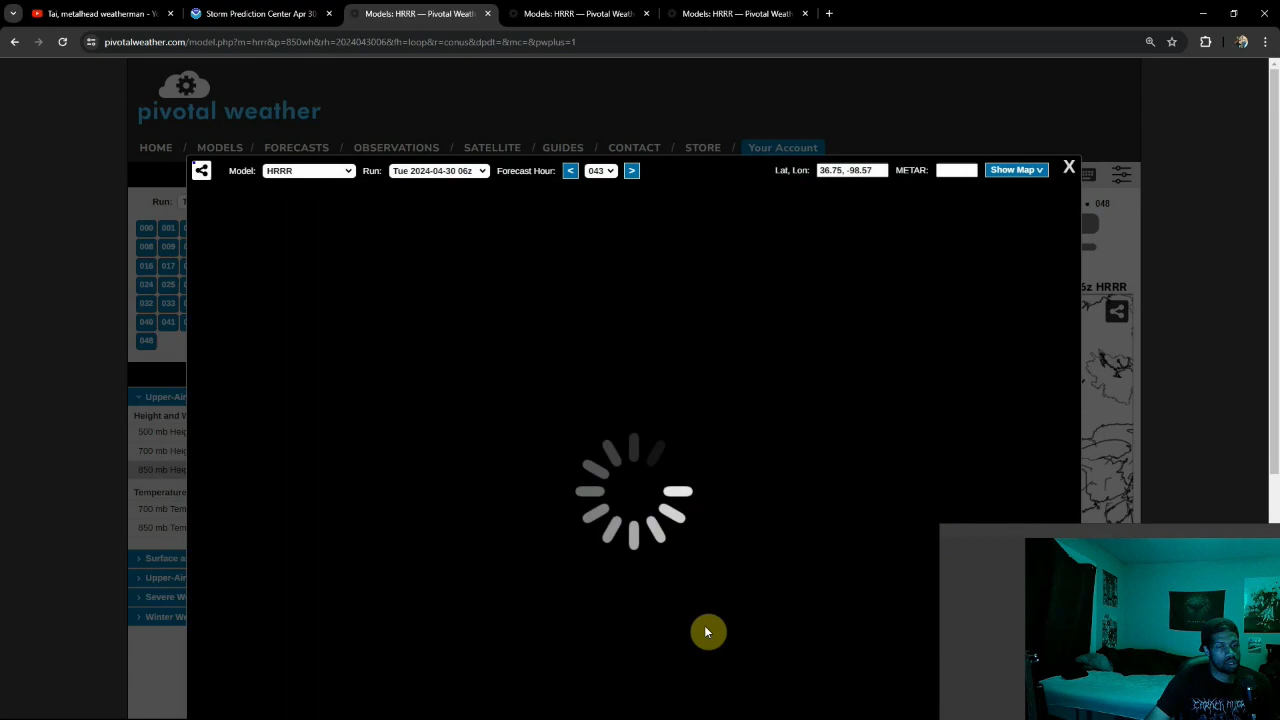 Tai, metalhead weatherman - Y
Storm Prediction Center Apr 30,
Models: HRRR — Pivotal Weath
Models: HRRR — Pivotal Weath
Models: HRRR — Pivotal Weath
pivotalweather.com/model.php?m=hrrr&p=850wh&rh=2024043006&fh=loop&r=conus&dpdt=&mc=&pwplus=1
pivotal weather
HOME / MODELS / FORECASTS / OBSERVATIONS / SATELLITE / GUIDES / CONTACT / STORE / Your Account
Model: HRRR Run: Tue 2024-04-30 06z Forecast Hour: < 043 > Lat, Lon: 36.75, -98.57 METAR: Show Map X
Run:
048
000 001
008 009
016 017
024 025
6z HRRR
032 033
040 041
048
Upper-Air
Height and W
500 mb Heig
700 mb Heig
850 mb Heig
Temperature
700 mb Tem
850 mb Tem
Surface a
Upper-Air
Severe We
Winter We